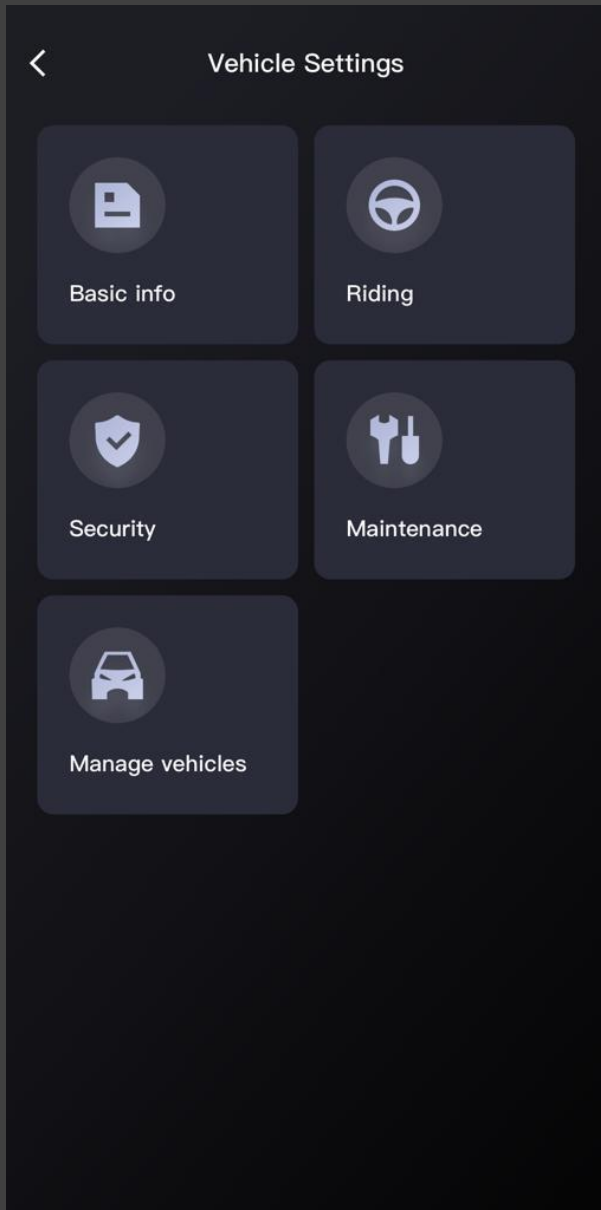 Vehicle Settings
Basic info
Riding
Security
Maintenance
Manage vehicles